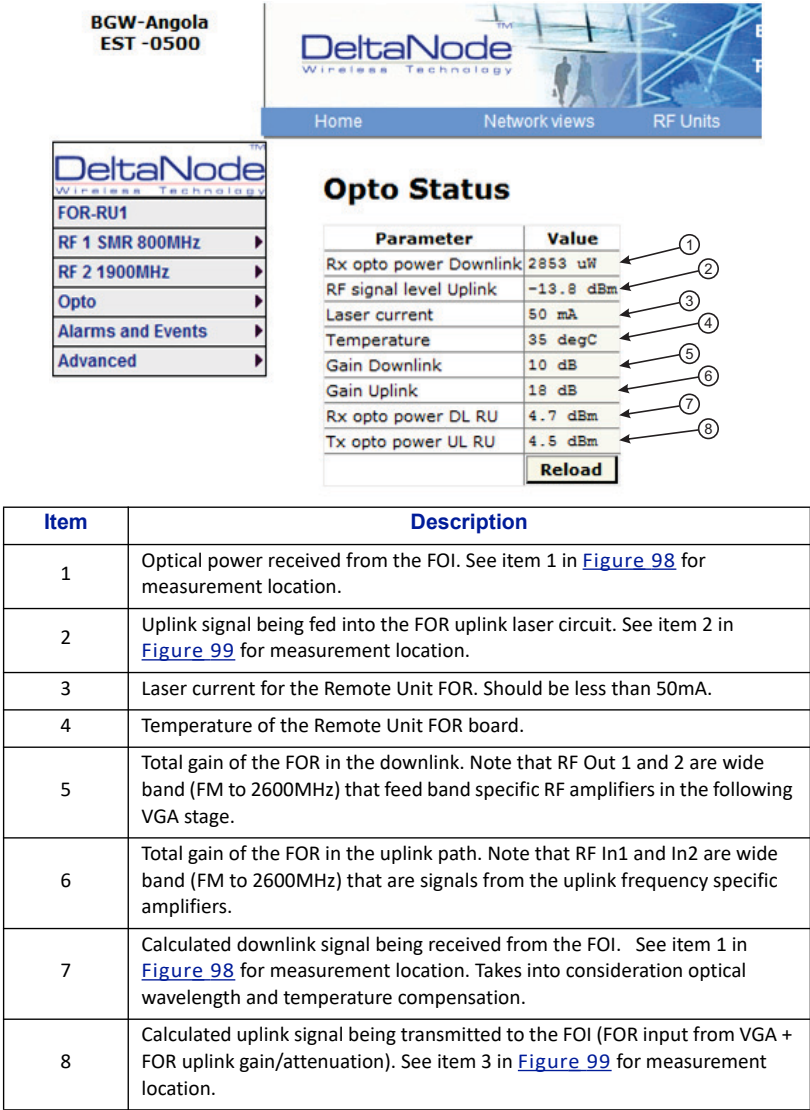 BGW-Angola
EST -0500
DeltaNode
TM
Wireless Technology
Home Network views RF Units
DeltaNode
TM
Wireless Technology
FOR-RU1
RF 1 SMR 800MHz
RF 2 1900MHz
Opto
Alarms and Events
Advanced
Opto Status
Parameter Value
Rx opto power Downlink 2853 uW 1
RF signal level Uplink -13.8 dBm 2
Laser current 50 mA 3
Temperature 35 degC 4
Gain Downlink 10 dB 5
Gain Uplink 18 dB 6
Rx opto power DL RU 4.7 dBm 7
Tx opto power UL RU 4.5 dBm 8
Reload
Item Description
1 Optical power received from the FOI. See item 1 in Figure 98 for
measurement location.
2 Uplink signal being fed into the FOR uplink laser circuit. See item 2 in
Figure 99 for measurement location.
3 Laser current for the Remote Unit FOR. Should be less than 50mA.
4 Temperature of the Remote Unit FOR board.
5 Total gain of the FOR in the downlink. Note that RF Out 1 and 2 are wide
band (FM to 2600MHz) that feed band specific RF amplifiers in the following
VGA stage.
6 Total gain of the FOR in the uplink path. Note that RF In1 and In2 are wide
band (FM to 2600MHz) that are signals from the uplink frequency specific
amplifiers.
7 Calculated downlink signal being received from the FOI. See item 1 in
Figure 98 for measurement location. Takes into consideration optical
wavelength and temperature compensation.
8 Calculated uplink signal being transmitted to the FOI (FOR input from VGA +
FOR uplink gain/attenuation). See item 3 in Figure 99 for measurement
location.